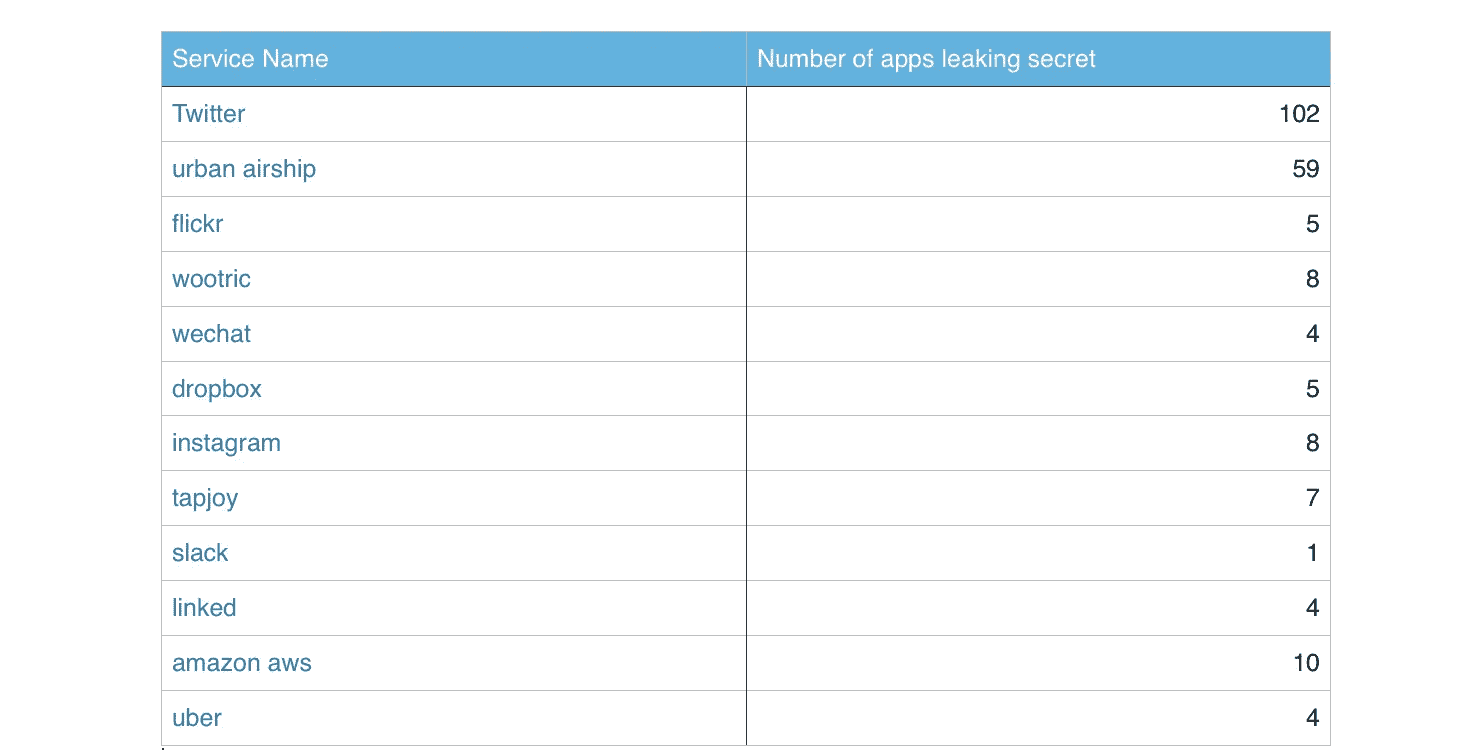 Service Name Number of apps leaking secret
Twitter 102
urban airship 59
flickr 5
wootric 8
wechat 4
dropbox 5
instagram 8
tapjoy 7
slack 1
linked 4
amazon aws 10
uber 4